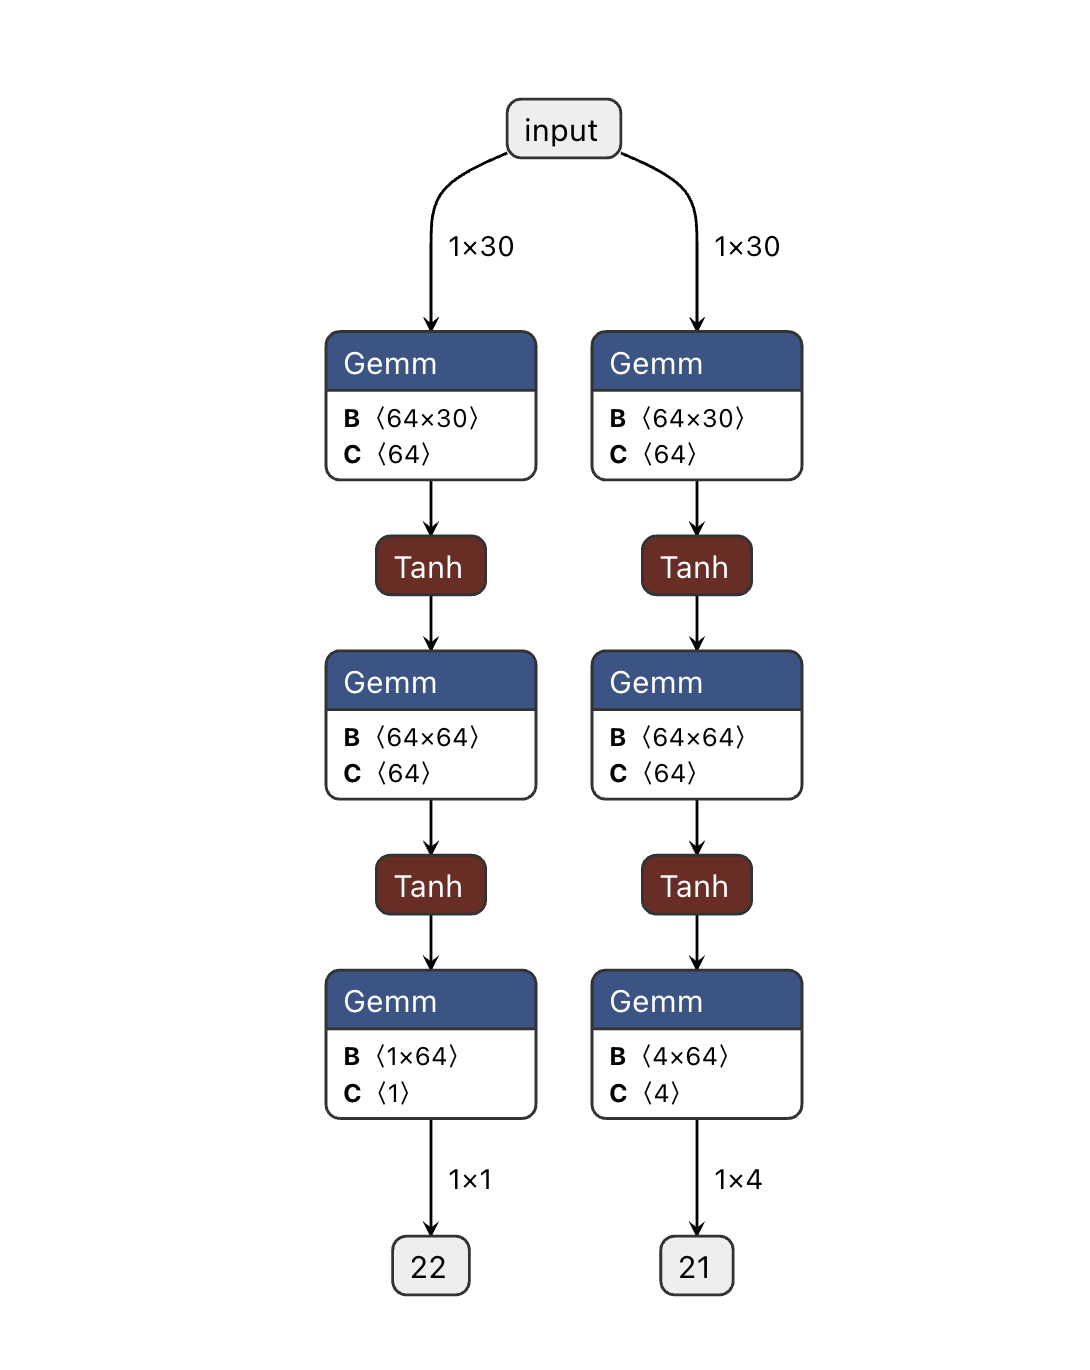 input
1×30
1×30
Gemm
B ⟨64×30⟩
C ⟨64⟩
Gemm
B ⟨64×30⟩
C ⟨64⟩
Tanh
Tanh
Gemm
B ⟨64×64⟩
C ⟨64⟩
Gemm
B ⟨64×64⟩
C ⟨64⟩
Tanh
Tanh
Gemm
B ⟨1×64⟩
C ⟨1⟩
Gemm
B ⟨4×64⟩
C ⟨4⟩
1×1
1×4
22
21